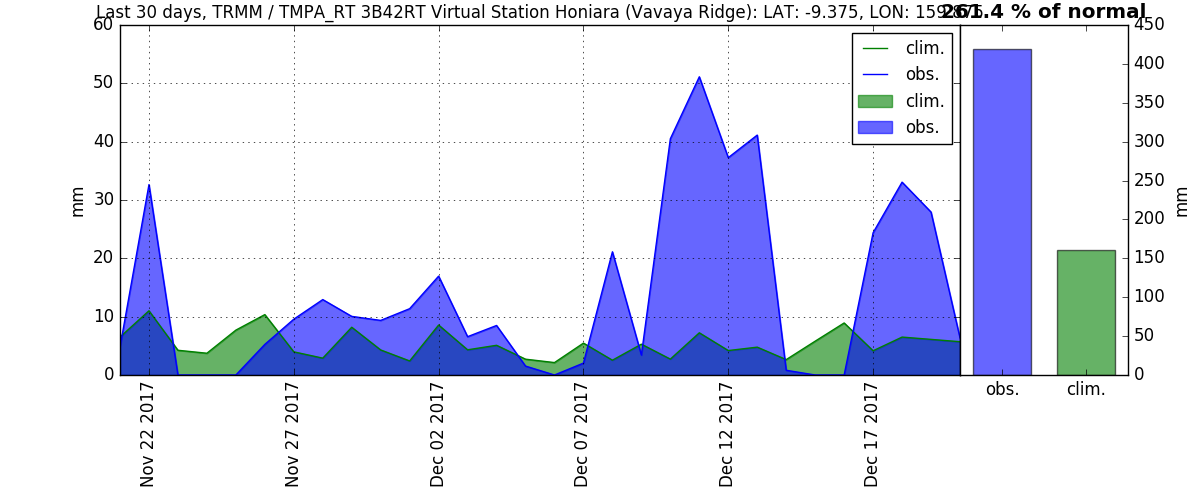 Last 30 days, TRMM / TMPA_RT 3B42RT Virtual Station Honiara (Vavaya Ridge): LAT: -9.375, LON:
261.4 % of normal
60
50
40
30
20
10
0
mm
clim.
obs.
clim.
obs.
450
400
350
300
250
200
150
100
50
0
mm
obs.
clim.
Nov 22 2017
Nov 27 2017
Dec 02 2017
Dec 07 2017
Dec 12 2017
Dec 17 2017